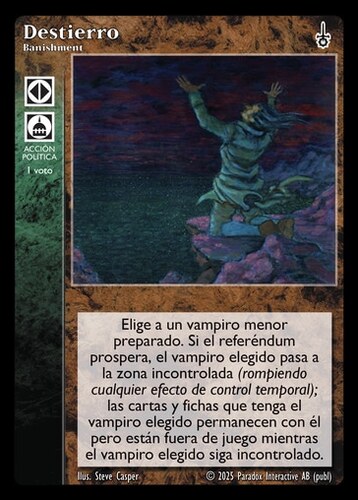 Destierro
Banishment
ACCIÓN
POLÍTICA
1 voto
Elige a un vampiro menor
preparado. Si el referéndum
prospera, el vampiro elegido pasa a
la zona incontrolada (rompiendo
cualquier efecto de control temporal);
las cartas y fichas que tenga el
vampiro elegido permanecen con él
pero están fuera de juego mientras
el vampiro elegido siga incontrolado.
Ilus. Steve Casper
© 2025 Paradox Interactive AB (publ)